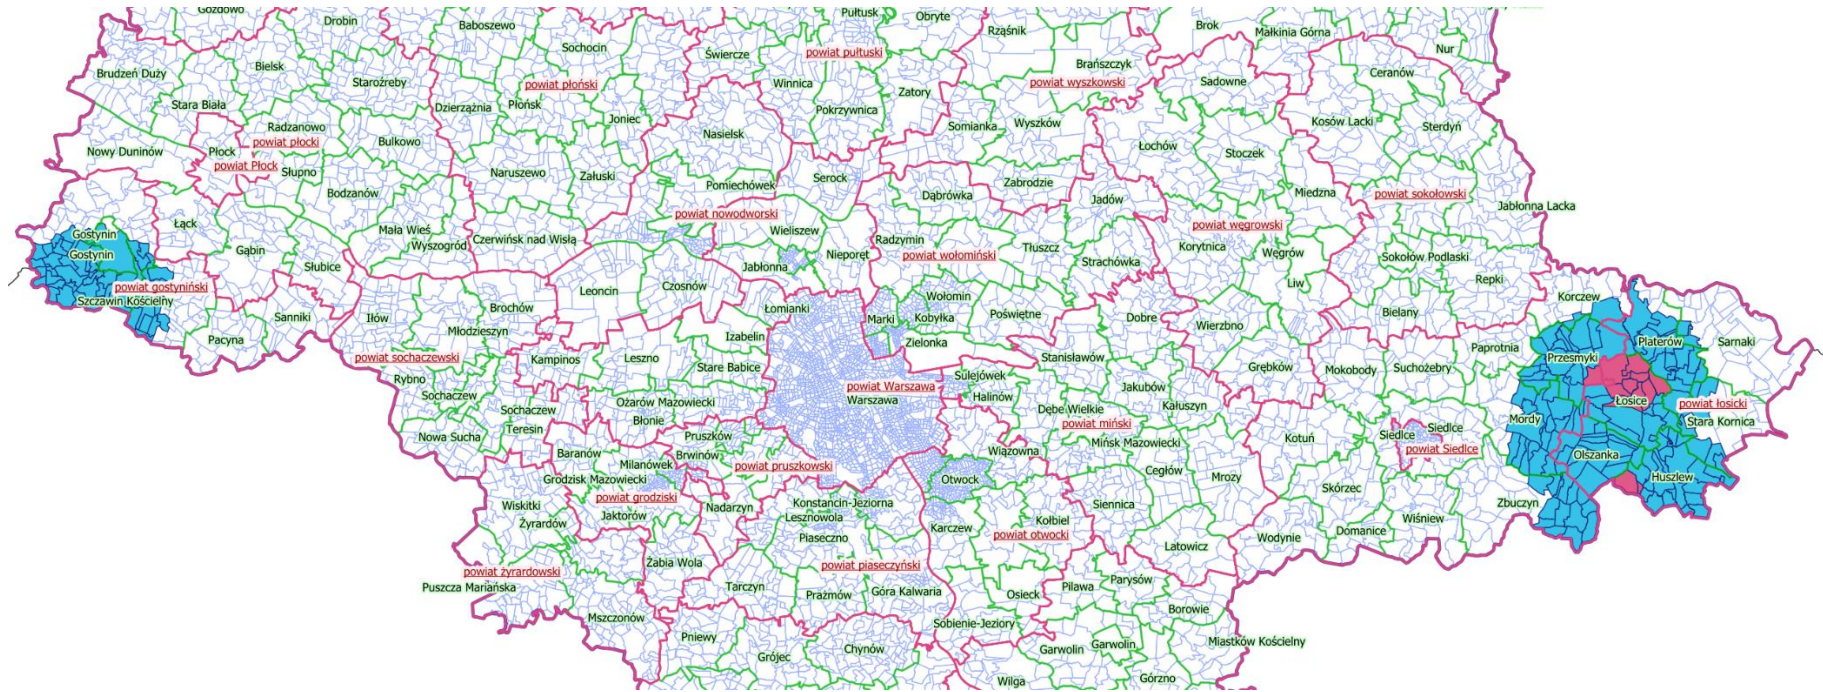 Gozdowo
Drobin
Baboszewo
Pułtusk
Obryte
Rząśnik
Brok
Małkinia Górna
Nur
Sochocin
Świercze
powiat pułtuski
Brudzeń Duży
Bielsk
Staroźreby
powiat płoński
Winnica
Brańszczyk
powiat wyszkowski
Sadowne
Ceranów
Stara Biała
Dzierzążnia
Płońsk
Joniec
Pokrzywnica
Zatory
Somianka
Wyszków
Kosów Lacki
Sterdyń
Radzanowo
powiat płocki
Bulkowo
Nasielsk
Łochów
Stoczek
Nowy Duninów
Płock
powiat Płock
Słupno
Naruszewo
Załuski
Pomiechówek
Serock
Dąbrówka
Zabrodzie
Jadów
Miedzna
powiat sokołowski
Jabłonna Lacka
Bodzanów
Łąck
Mała Wieś
Wyszogród
Czerwińsk nad Wisłą
powiat nowodworski
Wieliszew
Radzymin
powiat wołomiński
Tłuszcz
Strachówka
powiat węgrowski
Korytnica
Węgrów
Sokołów Podlaski
Gostynin
Gostynin
Gąbin
Słubice
Jabłonna
Nieporęt
Liw
Repki
powiat gostyniński
Szczawin Kościelny
Sanniki
Iłów
Brochów
Leoncin
Czosnów
Łomianki
Wołomin
Marki
Kobyłka
Poświętne
Dobre
Wierzbno
Bielany
Korczew
Pacyna
Młodzieszyn
Izabelin
Zielonka
Stanisławów
Paprotnia
Platerów
Sarnaki
powiat sochaczewski
Kampinos
Leszno
Stare Babice
Grębków
Mokobody
Suchożebry
Przesmyki
Rybno
Sochaczew
powiat Warszawa
Warszawa
Sulejówek
Halinów
Jakubów
Kałuszyn
Łosice
powiat łosicki
Stara Kornica
Sochaczew
Teresin
Ożarów Mazowiecki
Błonie
Dębe Wielkie
powiat miński
Mordy
Nowa Sucha
Pruszków
Brwinów
Mińsk Mazowiecki
Kotuń
Siedlce
Siedlce
powiat Siedlce
Baranów
Milanówek
powiat pruszkowski
Wiązowna
Cegłów
Mrozy
Olszanka
Huszlew
Grodzisk Mazowiecki
powiat grodziski
Otwock
Skórzec
Wiskitki
Jaktorów
Nadarzyn
Konstancin-Jeziorna
Lesznowola
Siennica
Wiśniew
Zbuczyn
Żyrardów
Piaseczno
Karczew
Kołbiel
powiat otwocki
Domanice
Wodynie
Latowicz
powiat żyrardowski
Puszcza Mariańska
Żabia Wola
powiat piaseczyński
Tarczyn
Prażmów
Góra Kalwaria
Osieck
Pilawa
Parysów
Borowie
Mszczonów
Sobienie-Jeziory
Pniewy
Grójec
Chynów
Wilga
Garwolin
Garwolin
Miastków Kościelny
Górzno